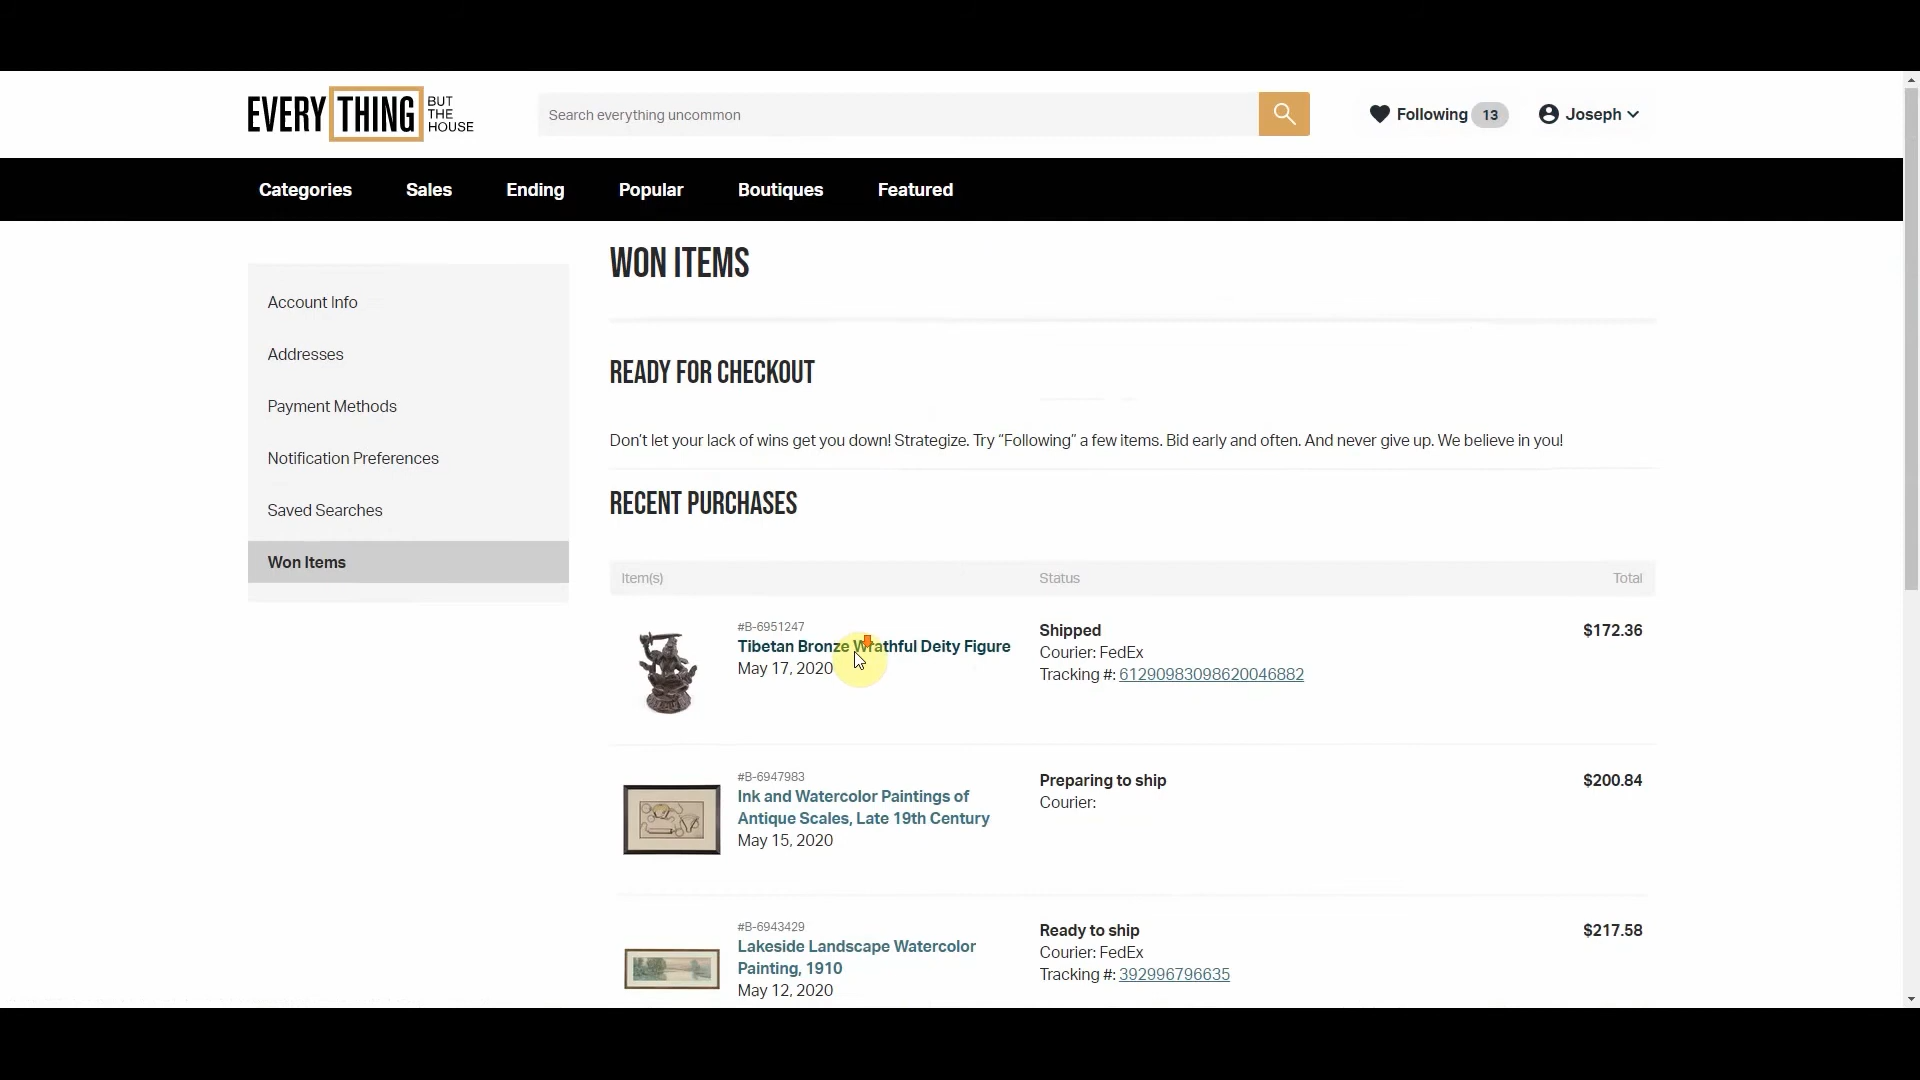 EVERYTHING BUT THE HOUSE
Search everything uncommon
Following 13
Joseph
Categories Sales Ending Popular Boutiques Featured
WON ITEMS
Account Info
Addresses
Payment Methods
Notification Preferences
Saved Searches
Won Items
READY FOR CHECKOUT
Don't let your lack of wins get you down! Strategize. Try “Following” a few items. Bid early and often. And never give up. We believe in you!
RECENT PURCHASES
Item(s) Status Total
#B-6951247
Tibetan Bronze Wrathful Deity Figure
May 17, 2020
Shipped
Courier: FedEx
Tracking #: 61290983098620046882
$172.36
#B-6947983
Ink and Watercolor Paintings of
Antique Scales, Late 19th Century
May 15, 2020
Preparing to ship
Courier:
$200.84
#B-6943429
Lakeside Landscape Watercolor
Painting, 1910
May 12, 2020
Ready to ship
Courier: FedEx
Tracking #: 392996796635
$217.58